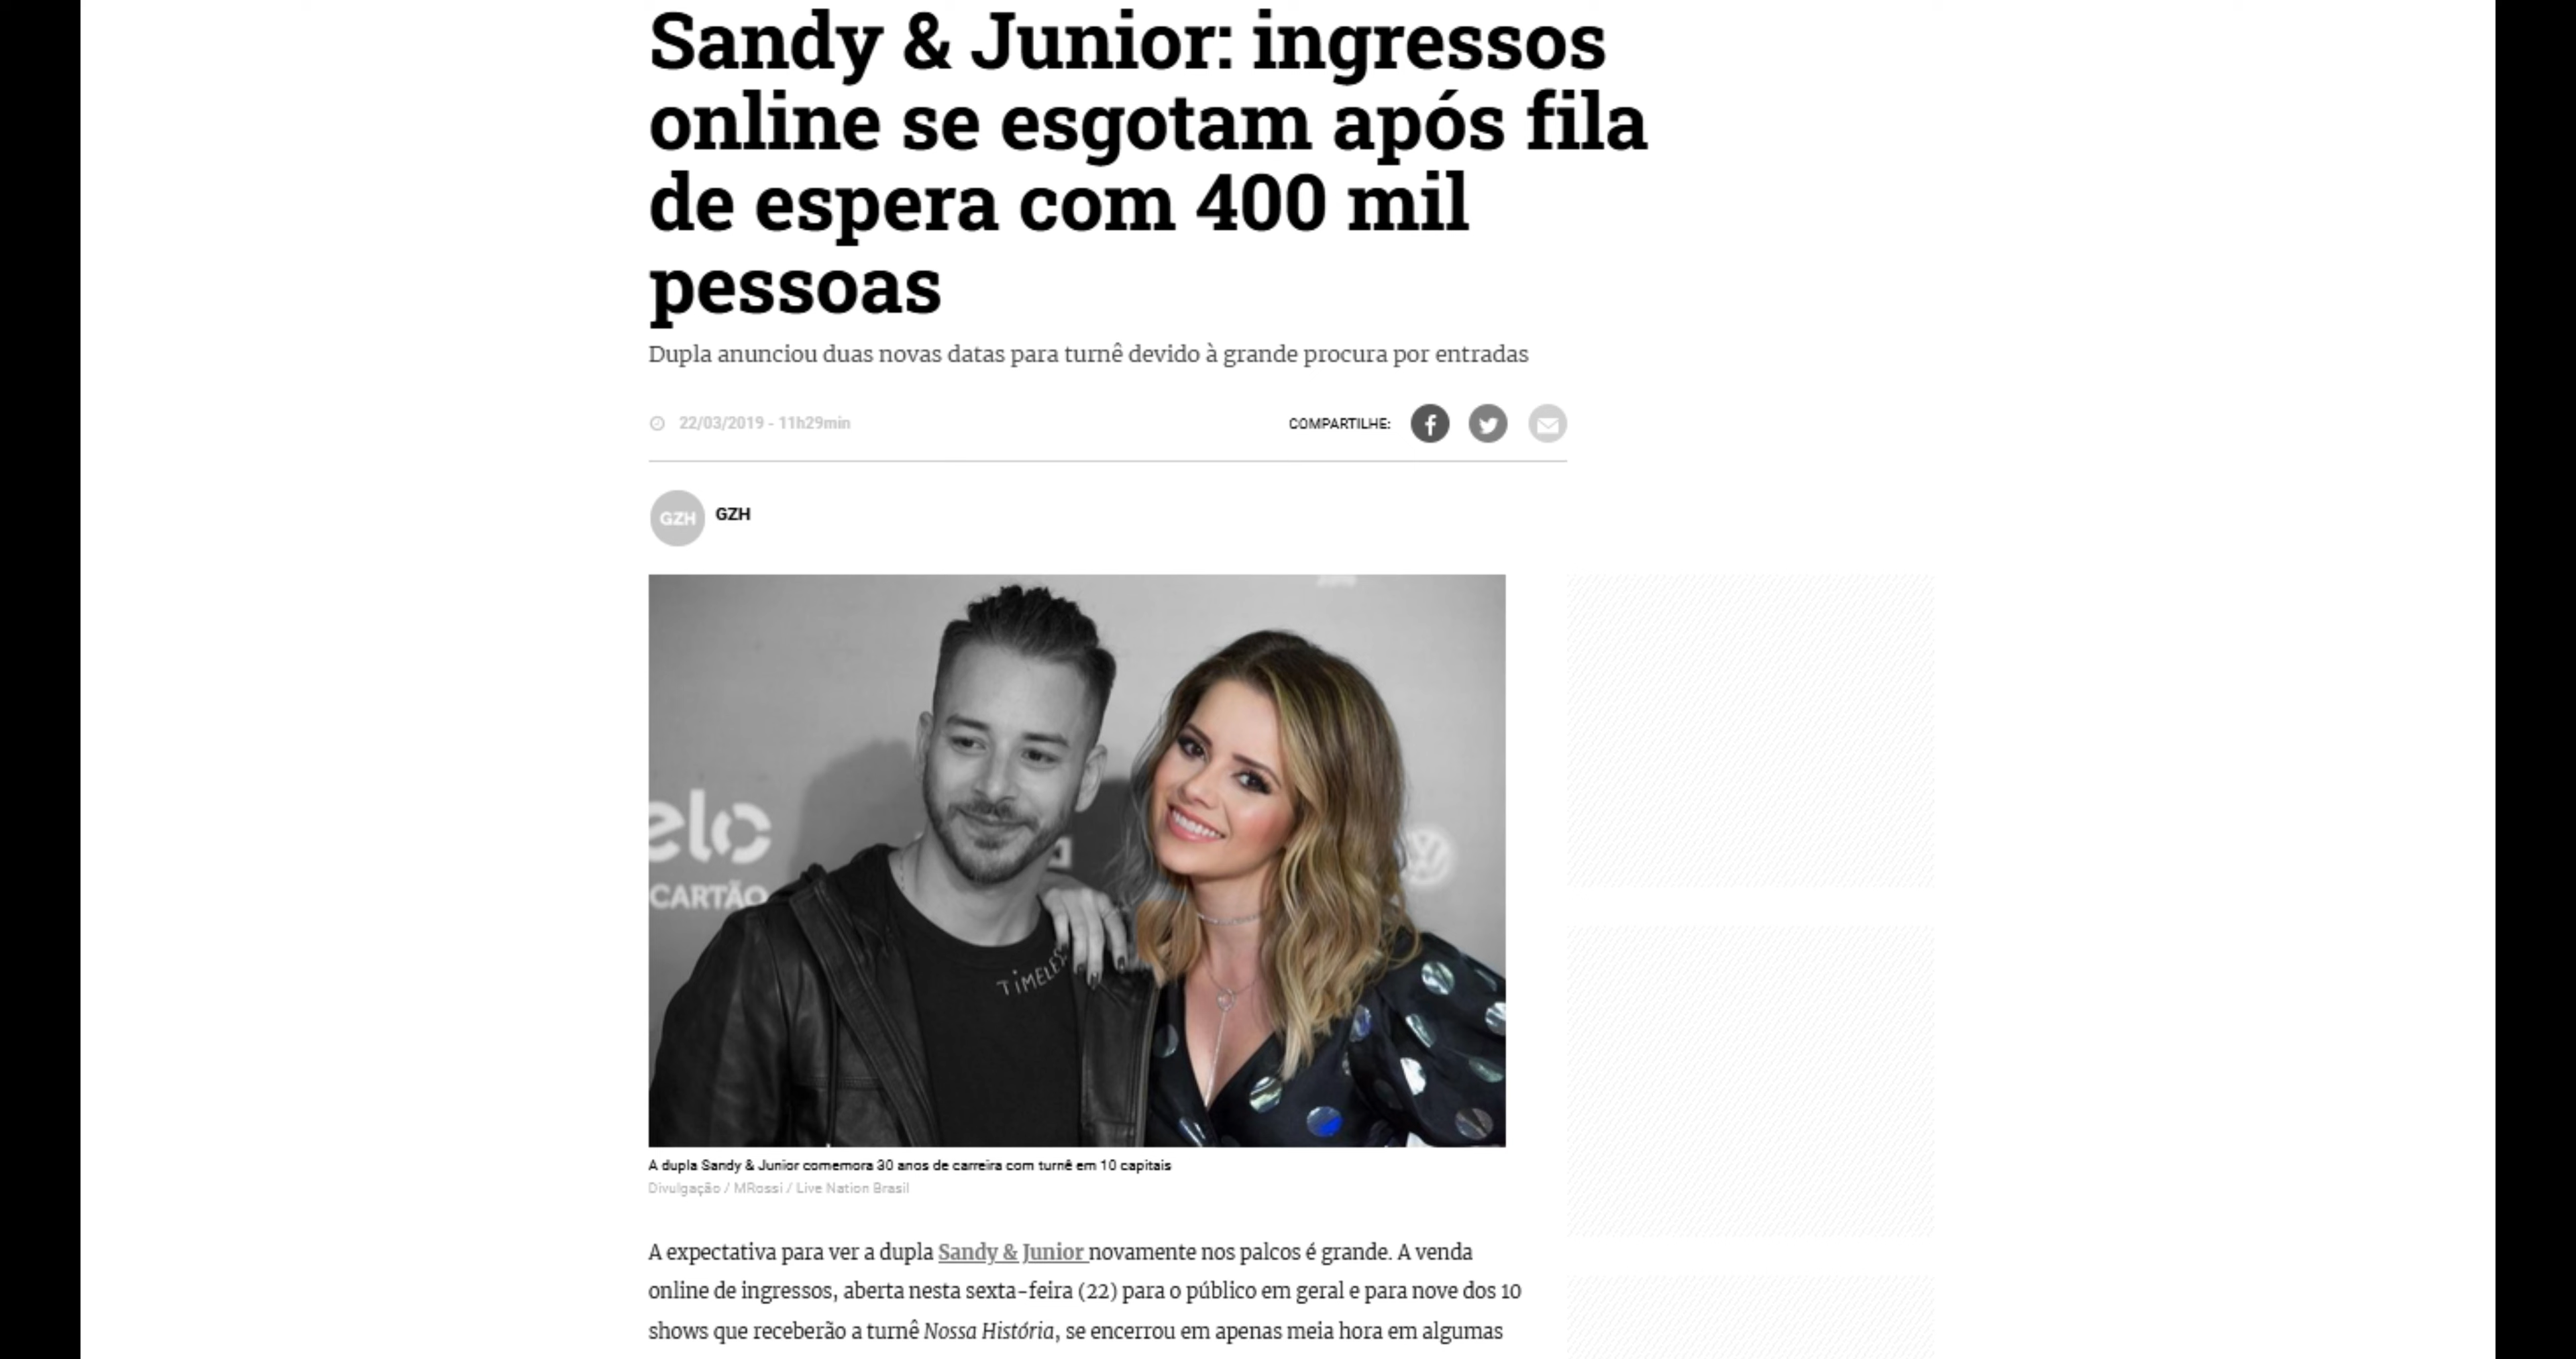 Sandy & Junior: ingressos
online se esgotam após fila
de espera com 400 mil
pessoas
Dupla anunciou duas novas datas para turnê devido à grande procura por entradas
22/03/2019 - 11h29min
COMPARTILHE:
GZH
GZH
elo
CARTÃO
TiMELES
A dupla Sandy & Junior comemora 30 anos de carreira com turnê em 10 capitais
Divulgação / MRossi / Live Nation Brasil
A expectativa para ver a dupla Sandy & Junior novamente nos palcos é grande. A venda
online de ingressos, aberta nesta sexta-feira (22) para o público em geral e para nove dos 10
shows que receberão a turnê Nossa História, se encerrou em apenas meia hora em algumas